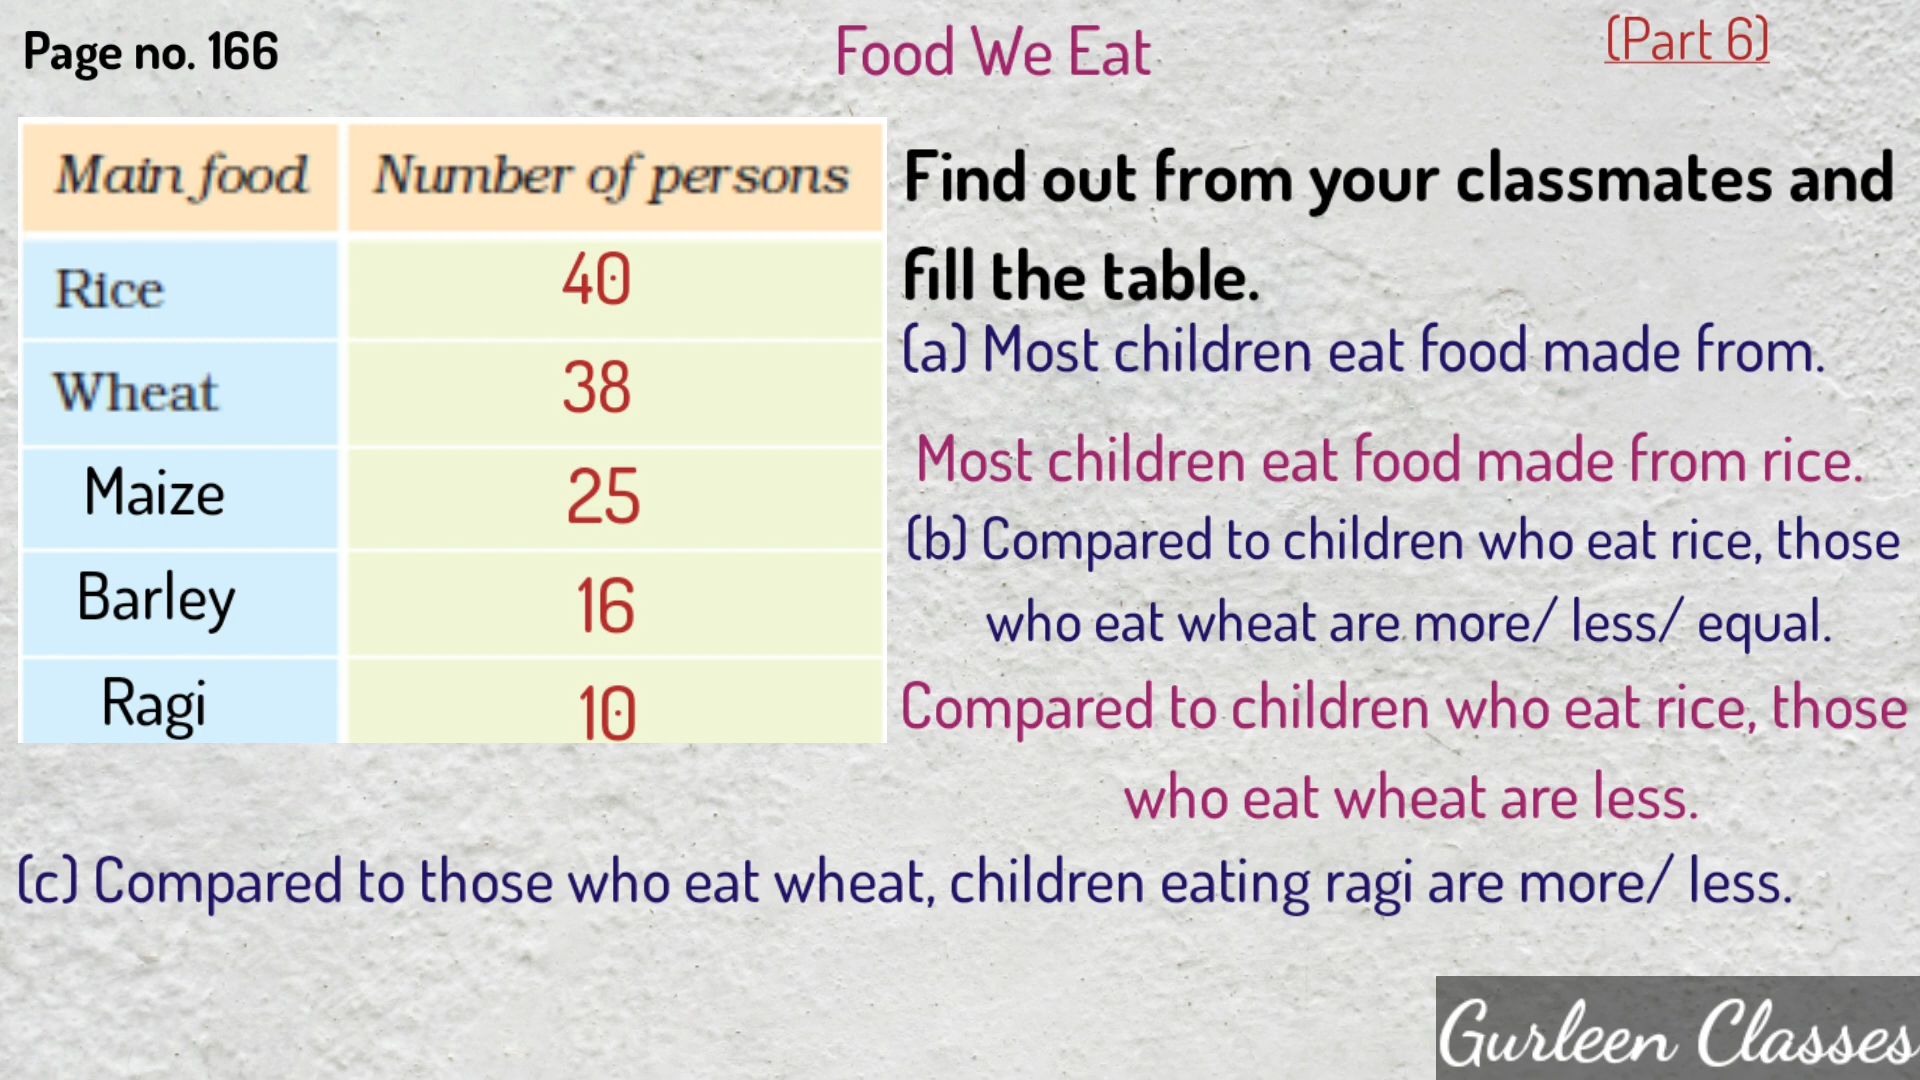 Page no. 166
Food We Eat
(Part 6)
Main food Number of persons
Rice 40
Wheat 38
Maize 25
Barley 16
Ragi 10
Find out from your classmates and
fill the table.
(a) Most children eat food made from.
Most children eat food made from rice.
(b) Compared to children who eat rice, those
who eat wheat are more/ less/ equal.
Compared to children who eat rice, those
who eat wheat are less.
(c) Compared to those who eat wheat, children eating ragi are more/ less.
Gurleen Classes